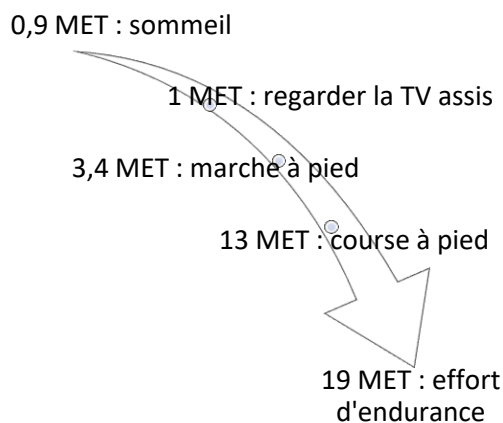 0,9 MET : sommeil
1 MET : regarder la TV assis
3,4 MET : marche à pied
13 MET : course à pied
19 MET : effort
d'endurance